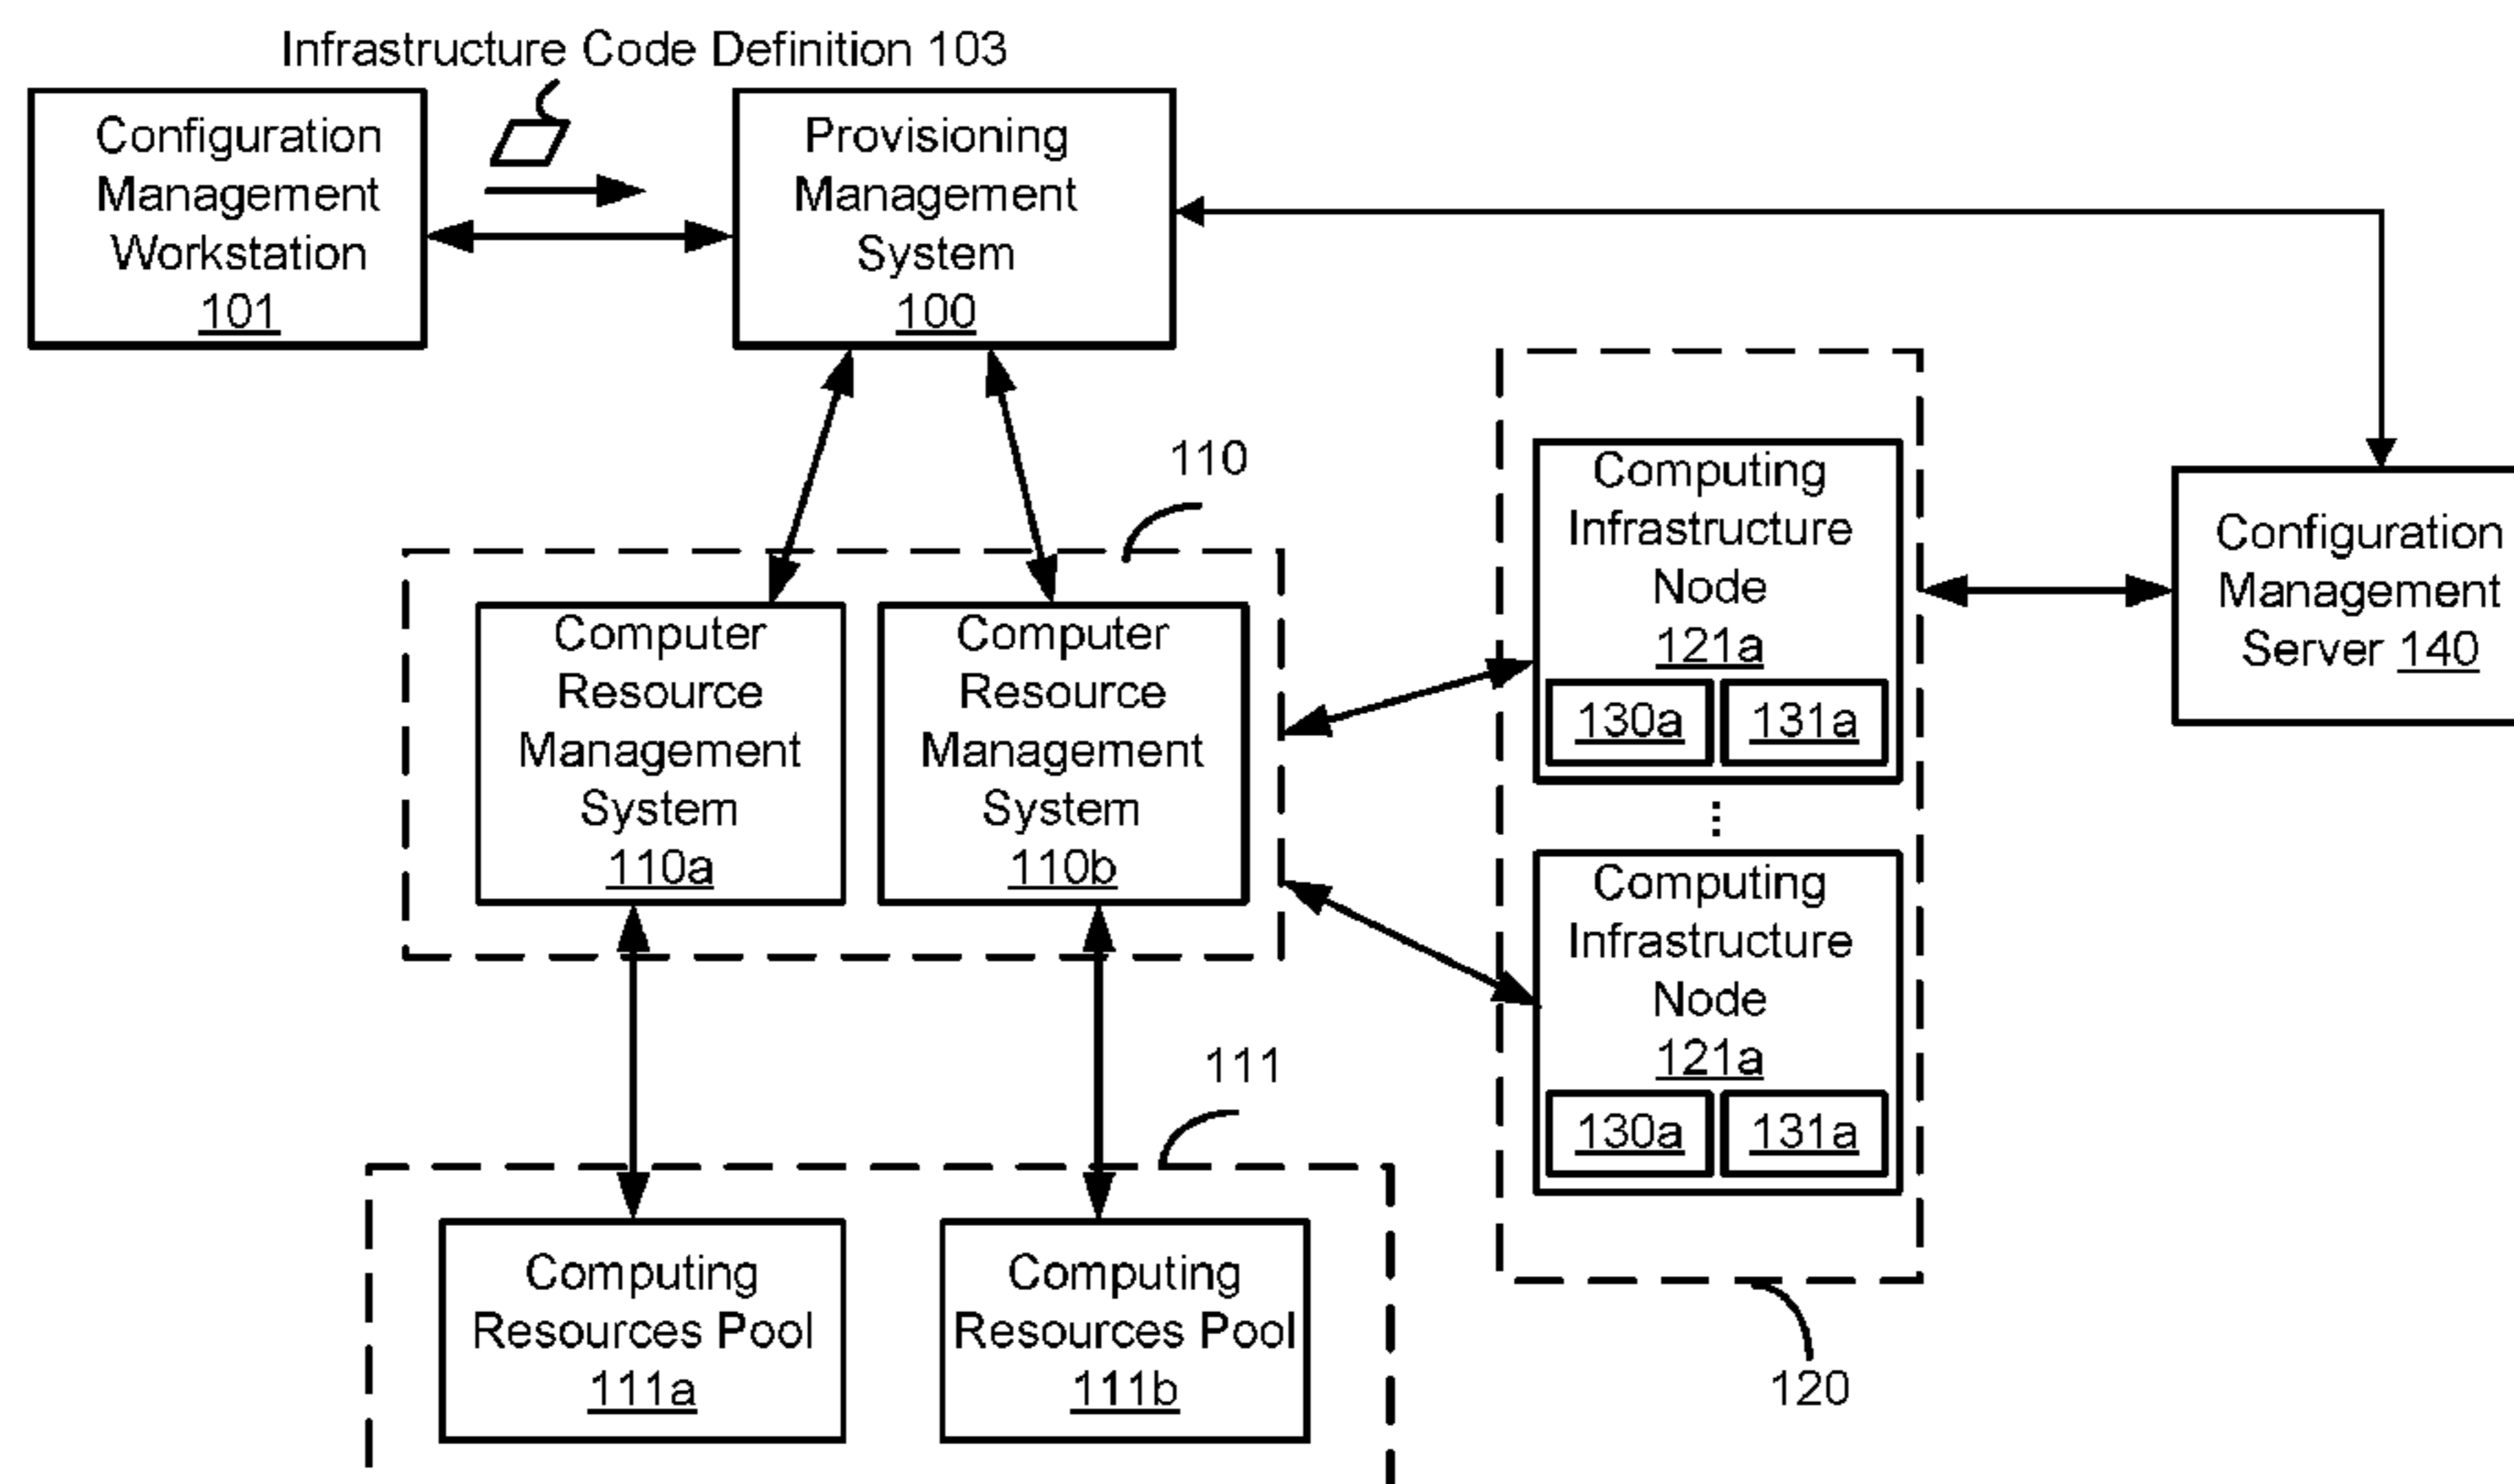 Infrastructure Code Definition 103
Configuration
Management
Workstation
101
Provisioning
Management
System
100
110
Computer
Resource
Management
System
110a
Computer
Resource
Management
System
110b
Computing
Infrastructure
Node
121a
130a
131a
...
Computing
Infrastructure
Node
121a
130a
131a
120
Configuration
Management
Server 140
111
Computing
Resources Pool
111a
Computing
Resources Pool
111b